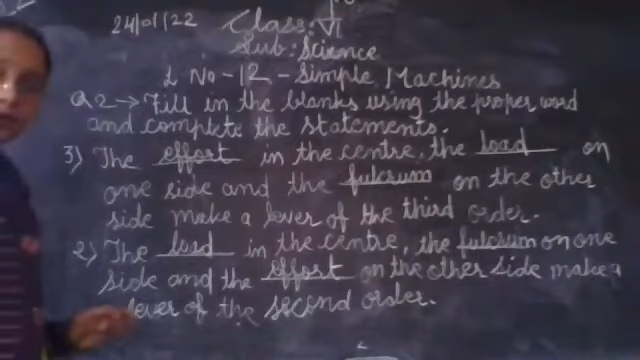 24/01/22 Class:-VI
Sub:Science
L No-12-Simple Machines
Q2→Fill in the blanks using the proper word
and complete the statements.
3) The effort in the centre, the load on
one side and the fulcrum on the other
side make a lever of the third order.
2) The load in the centre, the fulcrum on one
side and the effort on the other side make a
lever of the second order.